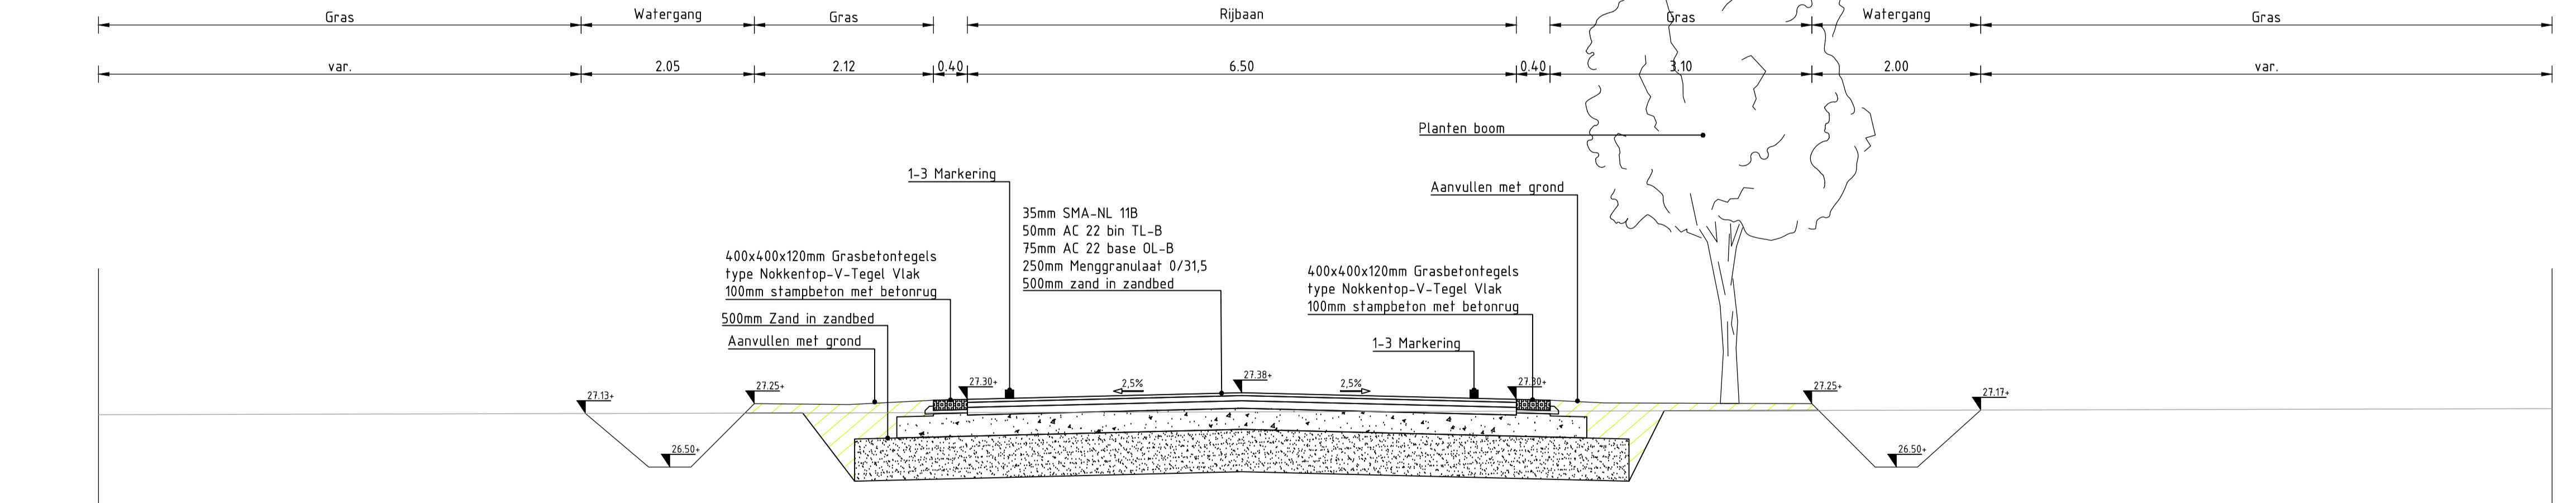 Gras
Watergang
Gras
Rijbaan
Gras
Watergang
Gras
var.
2.05
2.12
0.40
6.50
0.40
3.10
2.00
var.
Planten boom
1-3 Markering
Aanvullen met grond
35mm SMA-NL 11B
50mm AC 22 bin TL-B
75mm AC 22 base OL-B
250mm Menggranulaat 0/31,5
500mm zand in zandbed
400x400x120mm Grasbetontegels
type Nokkentop-V-Tegel Vlak
100mm stampbeton met betonrug
400x400x120mm Grasbetontegels
type Nokkentop-V-Tegel Vlak
100mm stampbeton met betonrug
500mm Zand in zandbed
Aanvullen met grond
1-3 Markering
27.13+
27.25+
27.30+
2,5%
27.38+
2,5%
27.30+
27.25+
27.17+
26.50+
26.50+